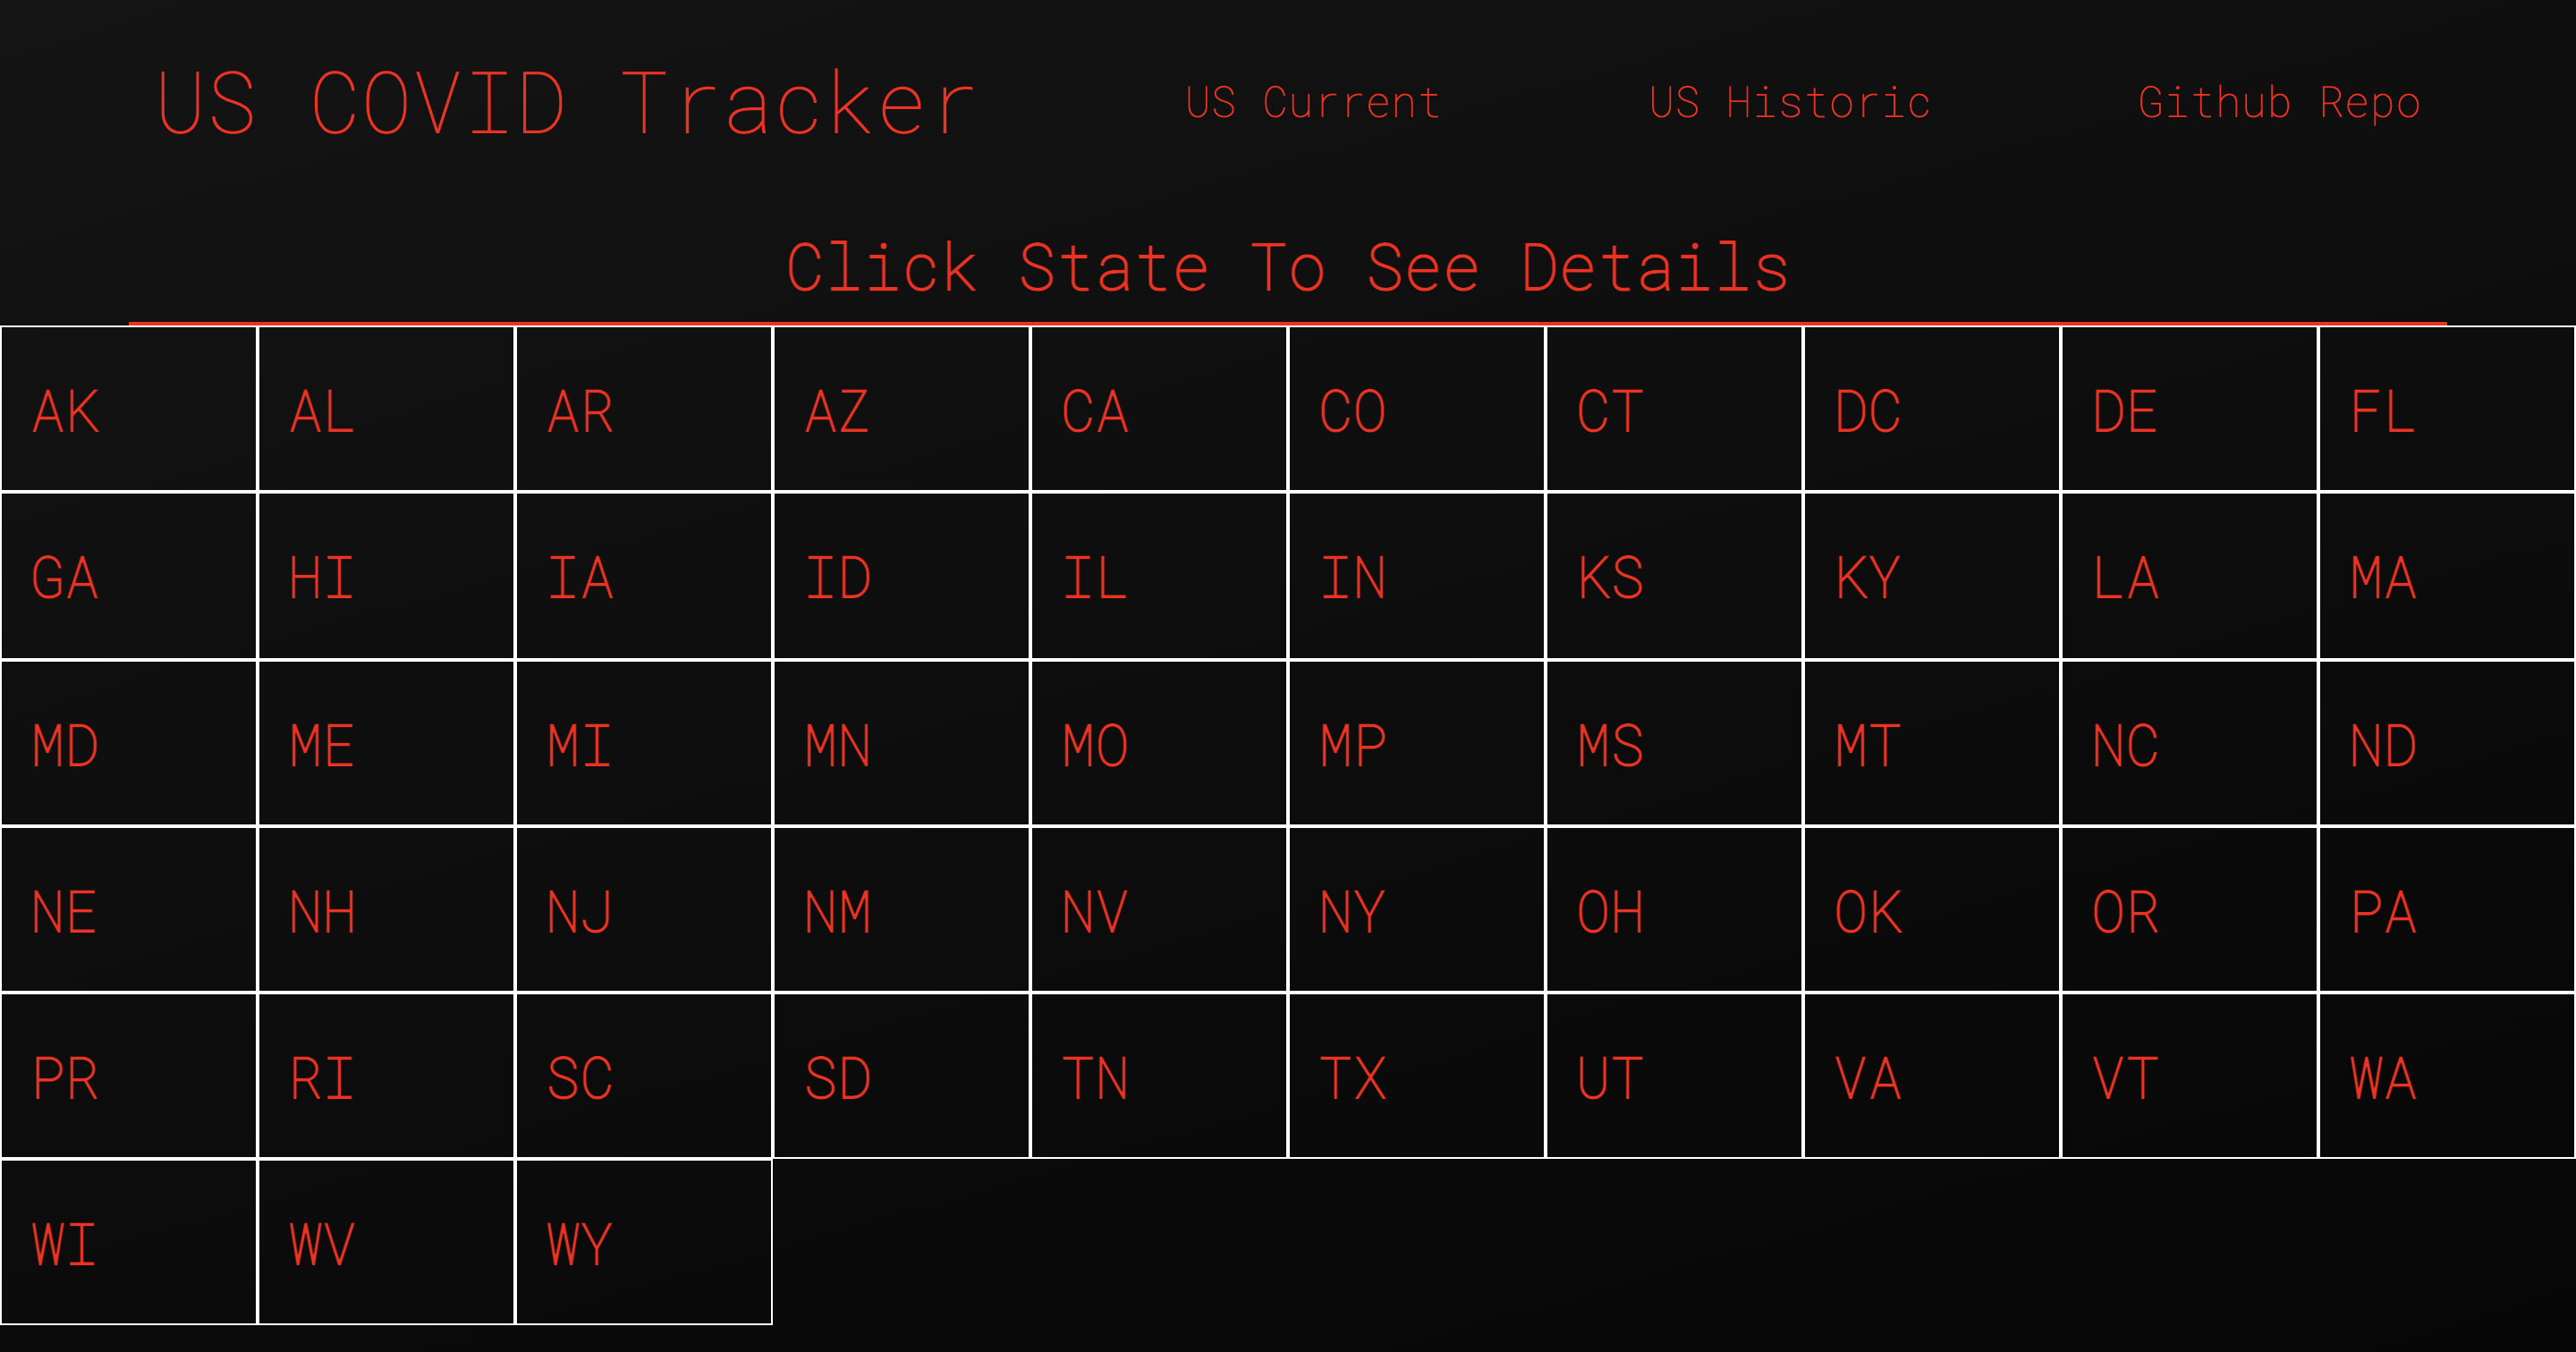 US COVID Tracker US Current US Historic Github Repo
Click State To See Details
AK AL AR AZ CA CO CT DC DE FL
GA HI IA ID IL IN KS KY LA MA
MD ME MI MN MO MP MS MT NC ND
NE NH NJ NM NV NY OH OK OR PA
PR RI SC SD TN TX UT VA VT WA
WI WV WY